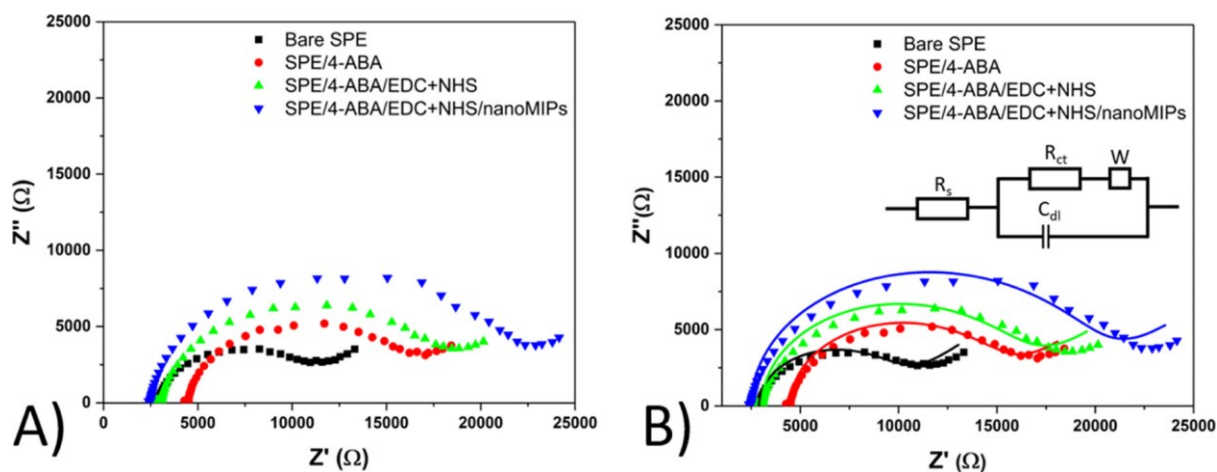 25000
20000
15000
10000
5000
0
Z'' (Ω)
Bare SPE
SPE/4-ABA
SPE/4-ABA/EDC+NHS
SPE/4-ABA/EDC+NHS/nanoMIPs
0 5000 10000 15000 20000 25000
Z' (Ω)
A)
25000
20000
15000
10000
5000
0
Z''(Ω)
Bare SPE
SPE/4-ABA
SPE/4-ABA/EDC+NHS
SPE/4-ABA/EDC+NHS/nanoMIPs
Rct W
Rs
Cdl
5000 10000 15000 20000 25000
Z' (Ω)
B)